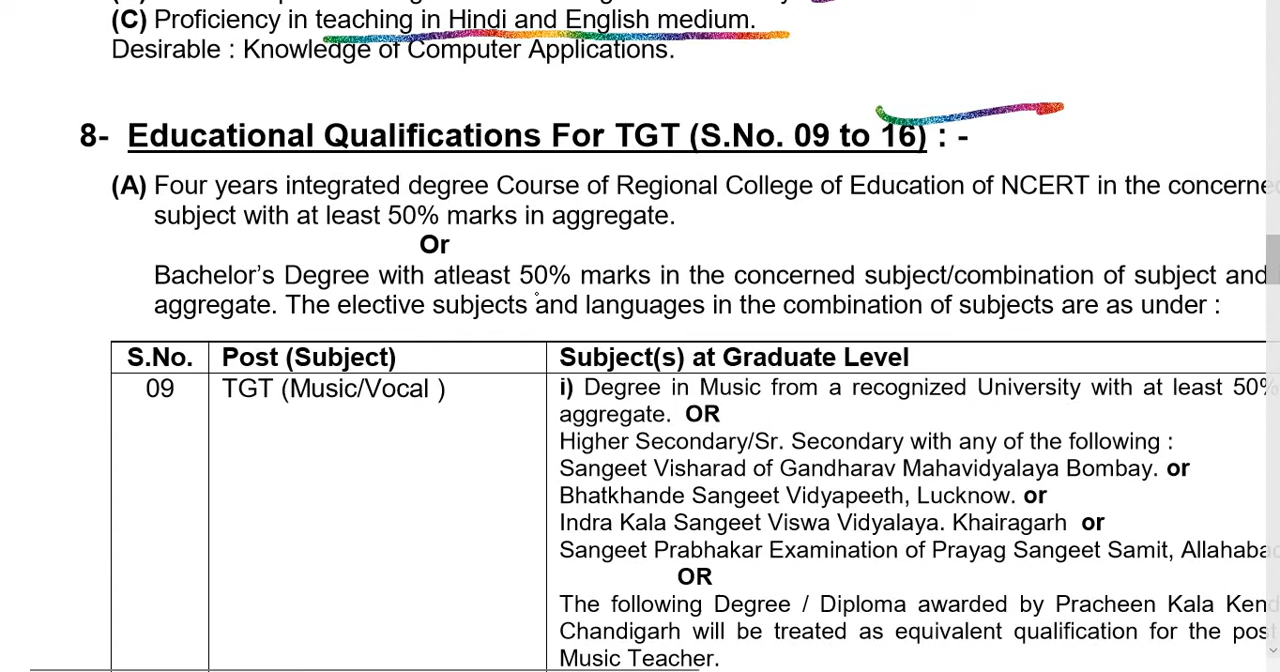 (C) Proficiency in teaching in Hindi and English medium.
Desirable : Knowledge of Computer Applications.
8- Educational Qualifications For TGT (S.No. 09 to 16) : -
(A) Four years integrated degree Course of Regional College of Education of NCERT in the concerned
subject with at least 50% marks in aggregate.
Or
Bachelor's Degree with atleast 50% marks in the concerned subject/combination of subject and
aggregate. The elective subjects and languages in the combination of subjects are as under :
S.No. Post (Subject) Subject(s) at Graduate Level
09 TGT (Music/Vocal ) i) Degree in Music from a recognized University with at least 50%
aggregate. OR
Higher Secondary/Sr. Secondary with any of the following :
Sangeet Visharad of Gandharav Mahavidyalaya Bombay. or
Bhatkhande Sangeet Vidyapeeth, Lucknow. or
Indra Kala Sangeet Viswa Vidyalaya. Khairagarh or
Sangeet Prabhakar Examination of Prayag Sangeet Samit, Allahabad
OR
The following Degree / Diploma awarded by Pracheen Kala Kend
Chandigarh will be treated as equivalent qualification for the post
Music Teacher.